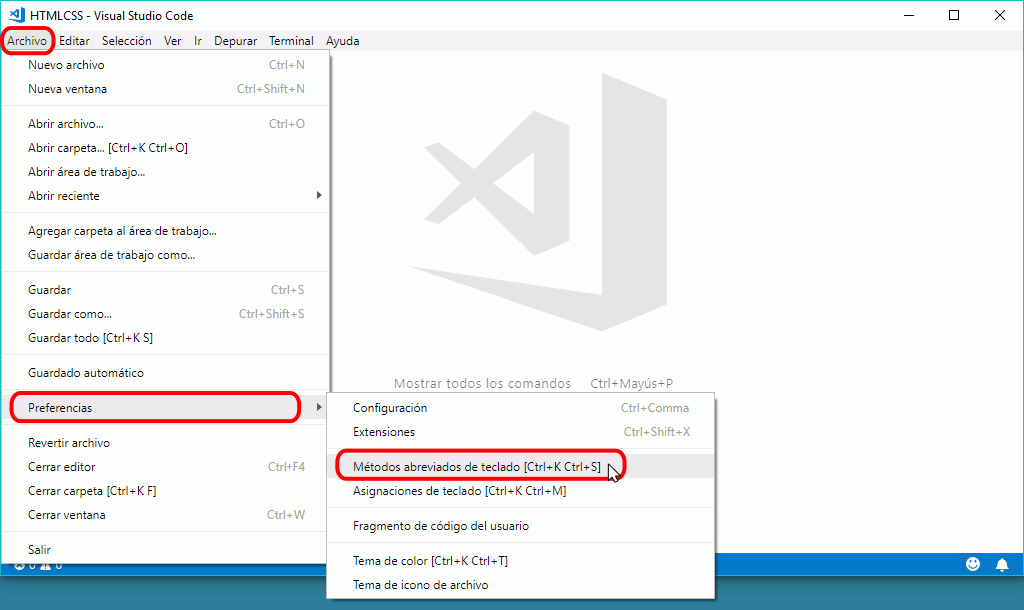 HTMLCSS - Visual Studio Code
Archivo Editar Selección Ver Ir Depurar Terminal Ayuda
Nuevo archivo Ctrl+N
Nueva ventana Ctrl+Shift+N
Abrir archivo... Ctrl+O
Abrir carpeta... [Ctrl+K Ctrl+O]
Abrir área de trabajo...
Abrir reciente
Agregar carpeta al área de trabajo...
Guardar área de trabajo como...
Guardar Ctrl+S
Guardar como... Ctrl+Shift+S
Guardar todo [Ctrl+K S]
Guardado automático
Preferencias
Revertir archivo
Cerrar editor Ctrl+F4
Cerrar carpeta [Ctrl+K F]
Cerrar ventana Ctrl+W
Salir
Mostrar todos los comandos Ctrl+Mayús+P
Configuración Ctrl+Comma
Extensiones Ctrl+Shift+X
Métodos abreviados de teclado [Ctrl+K Ctrl+S]
Asignaciones de teclado [Ctrl+K Ctrl+M]
Fragmento de código del usuario
Tema de color [Ctrl+K Ctrl+T]
Tema de icono de archivo